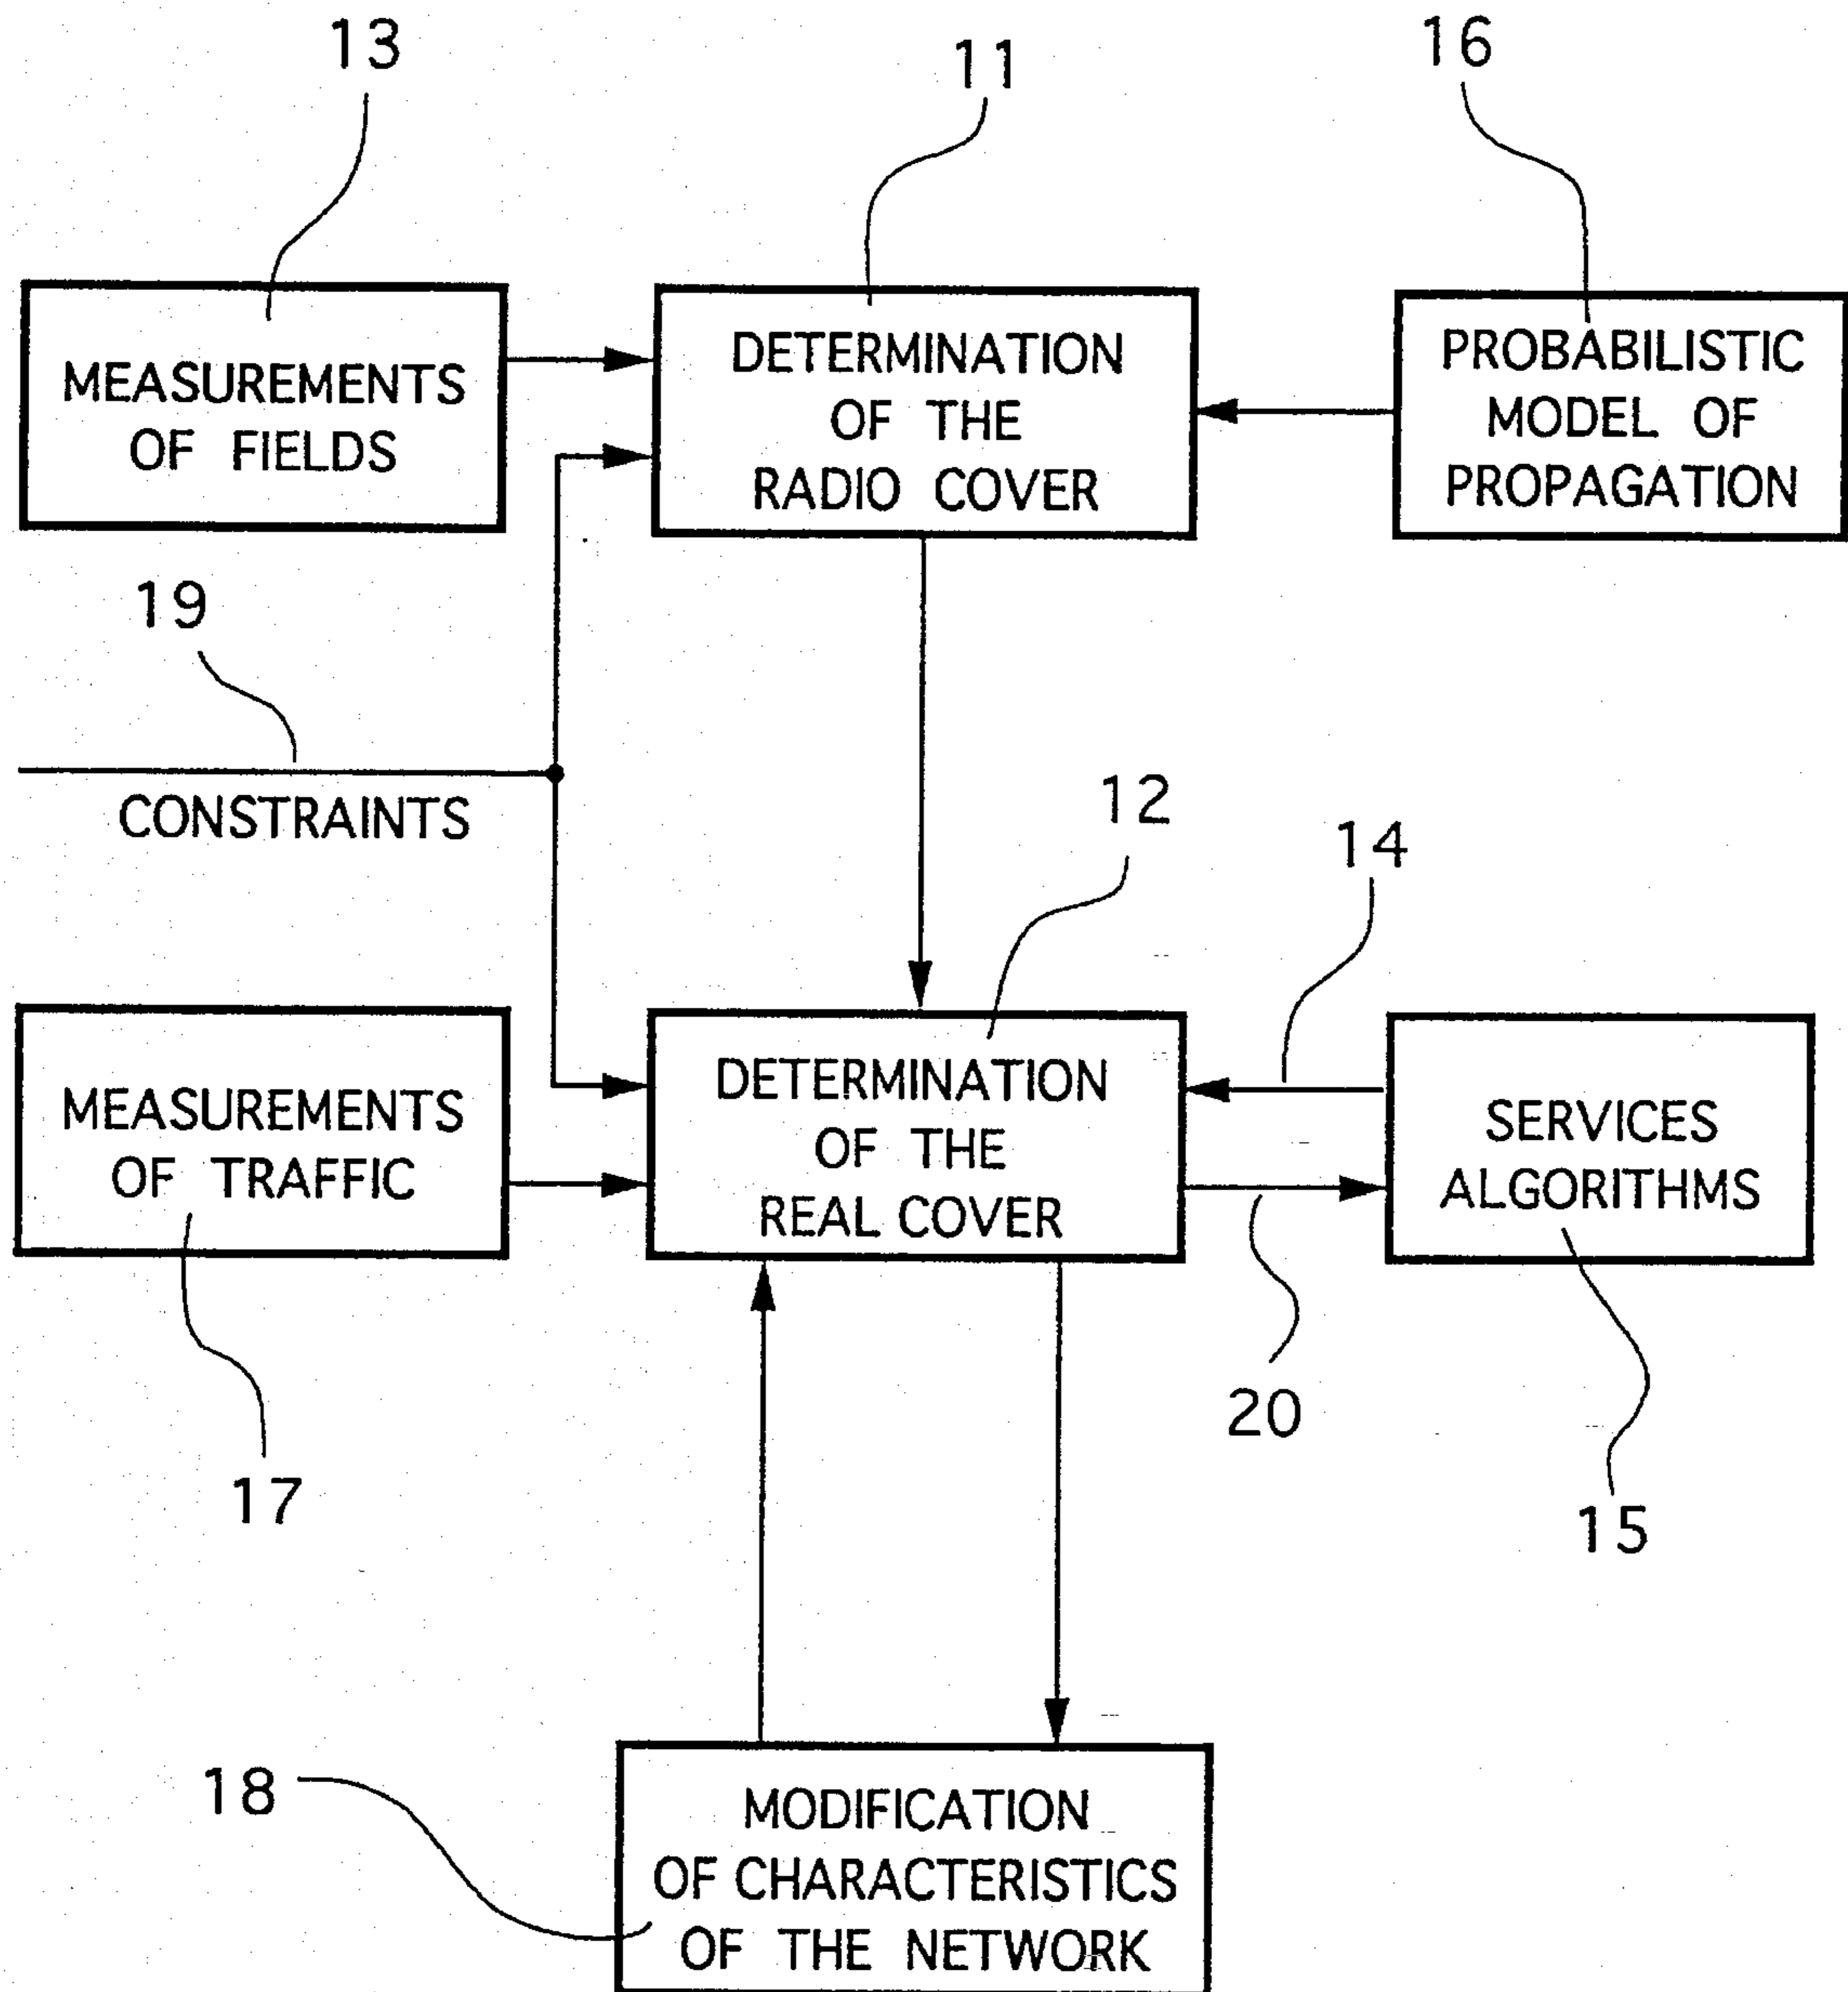 13
11
16
MEASUREMENTS
OF FIELDS
DETERMINATION
OF THE
RADIO COVER
PROBABILISTIC
MODEL OF
PROPAGATION
19
CONSTRAINTS
12
14
MEASUREMENTS
OF TRAFFIC
DETERMINATION
OF THE
REAL COVER
SERVICES
ALGORITHMS
20
17
15
18
MODIFICATION
OF CHARACTERISTICS
OF THE NETWORK